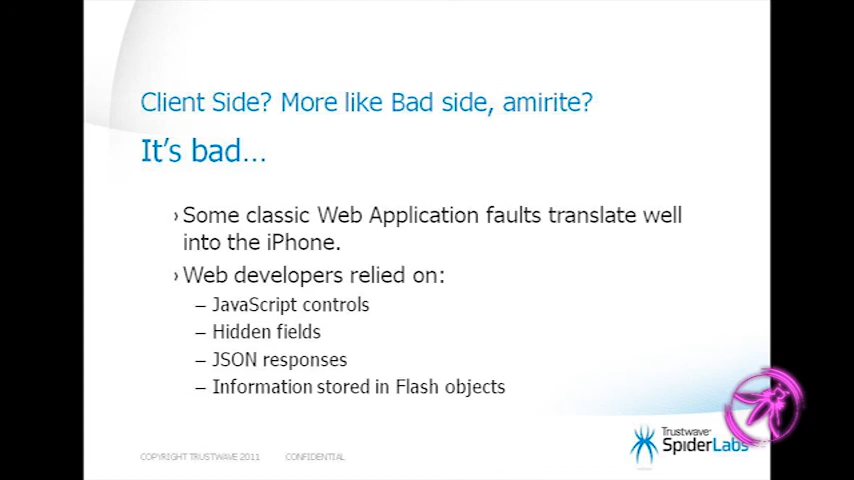 Client Side? More like Bad side, amirite?
It's bad...
› Some classic Web Application faults translate well
into the iPhone.
› Web developers relied on:
– JavaScript controls
– Hidden fields
– JSON responses
– Information stored in Flash objects
Trustwave®
SpiderLabs
COPYRIGHT TRUSTWAVE 2011 CONFIDENTIAL